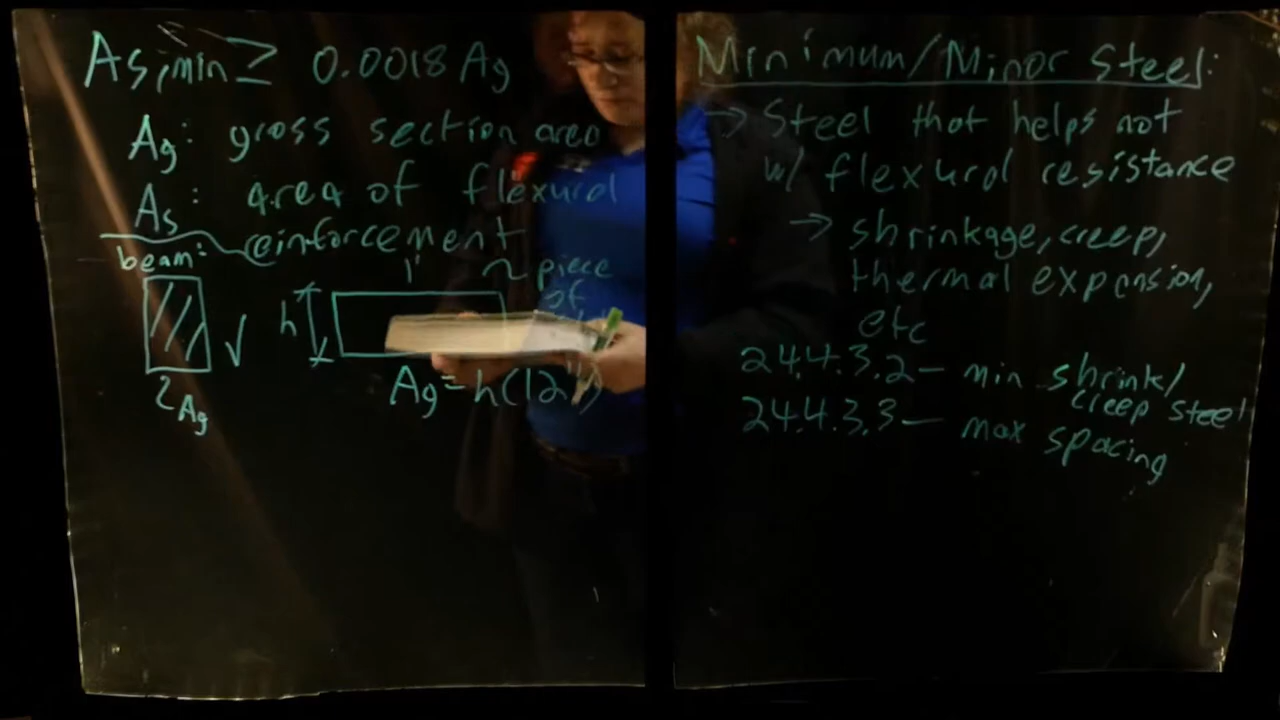 As,min ≥ 0.0018 Ag
Ag: gross section area
As: area of flexural
reinforcement
beam:
1'
~ piece
of
h
√
Ag = h(12")
Ag
Minimum/Minor Steel:
→ Steel that helps not
w/ flexural resistance
→ shrinkage, creep,
thermal expansion,
etc
24.4.3.2 — min shrink/
creep steel
24.4.3.3 — max spacing